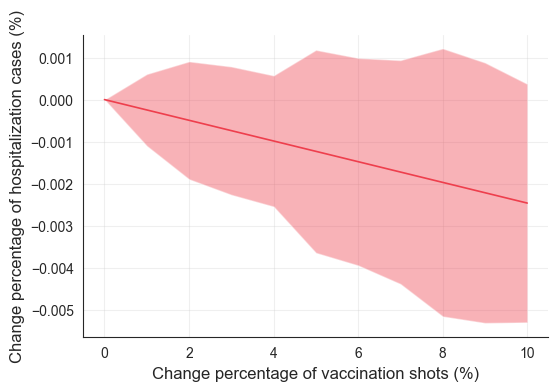 Change percentage of hospitalization cases (%)
0.001
0.000
−0.001
−0.002
−0.003
−0.004
−0.005
0 2 4 6 8 10
Change percentage of vaccination shots (%)